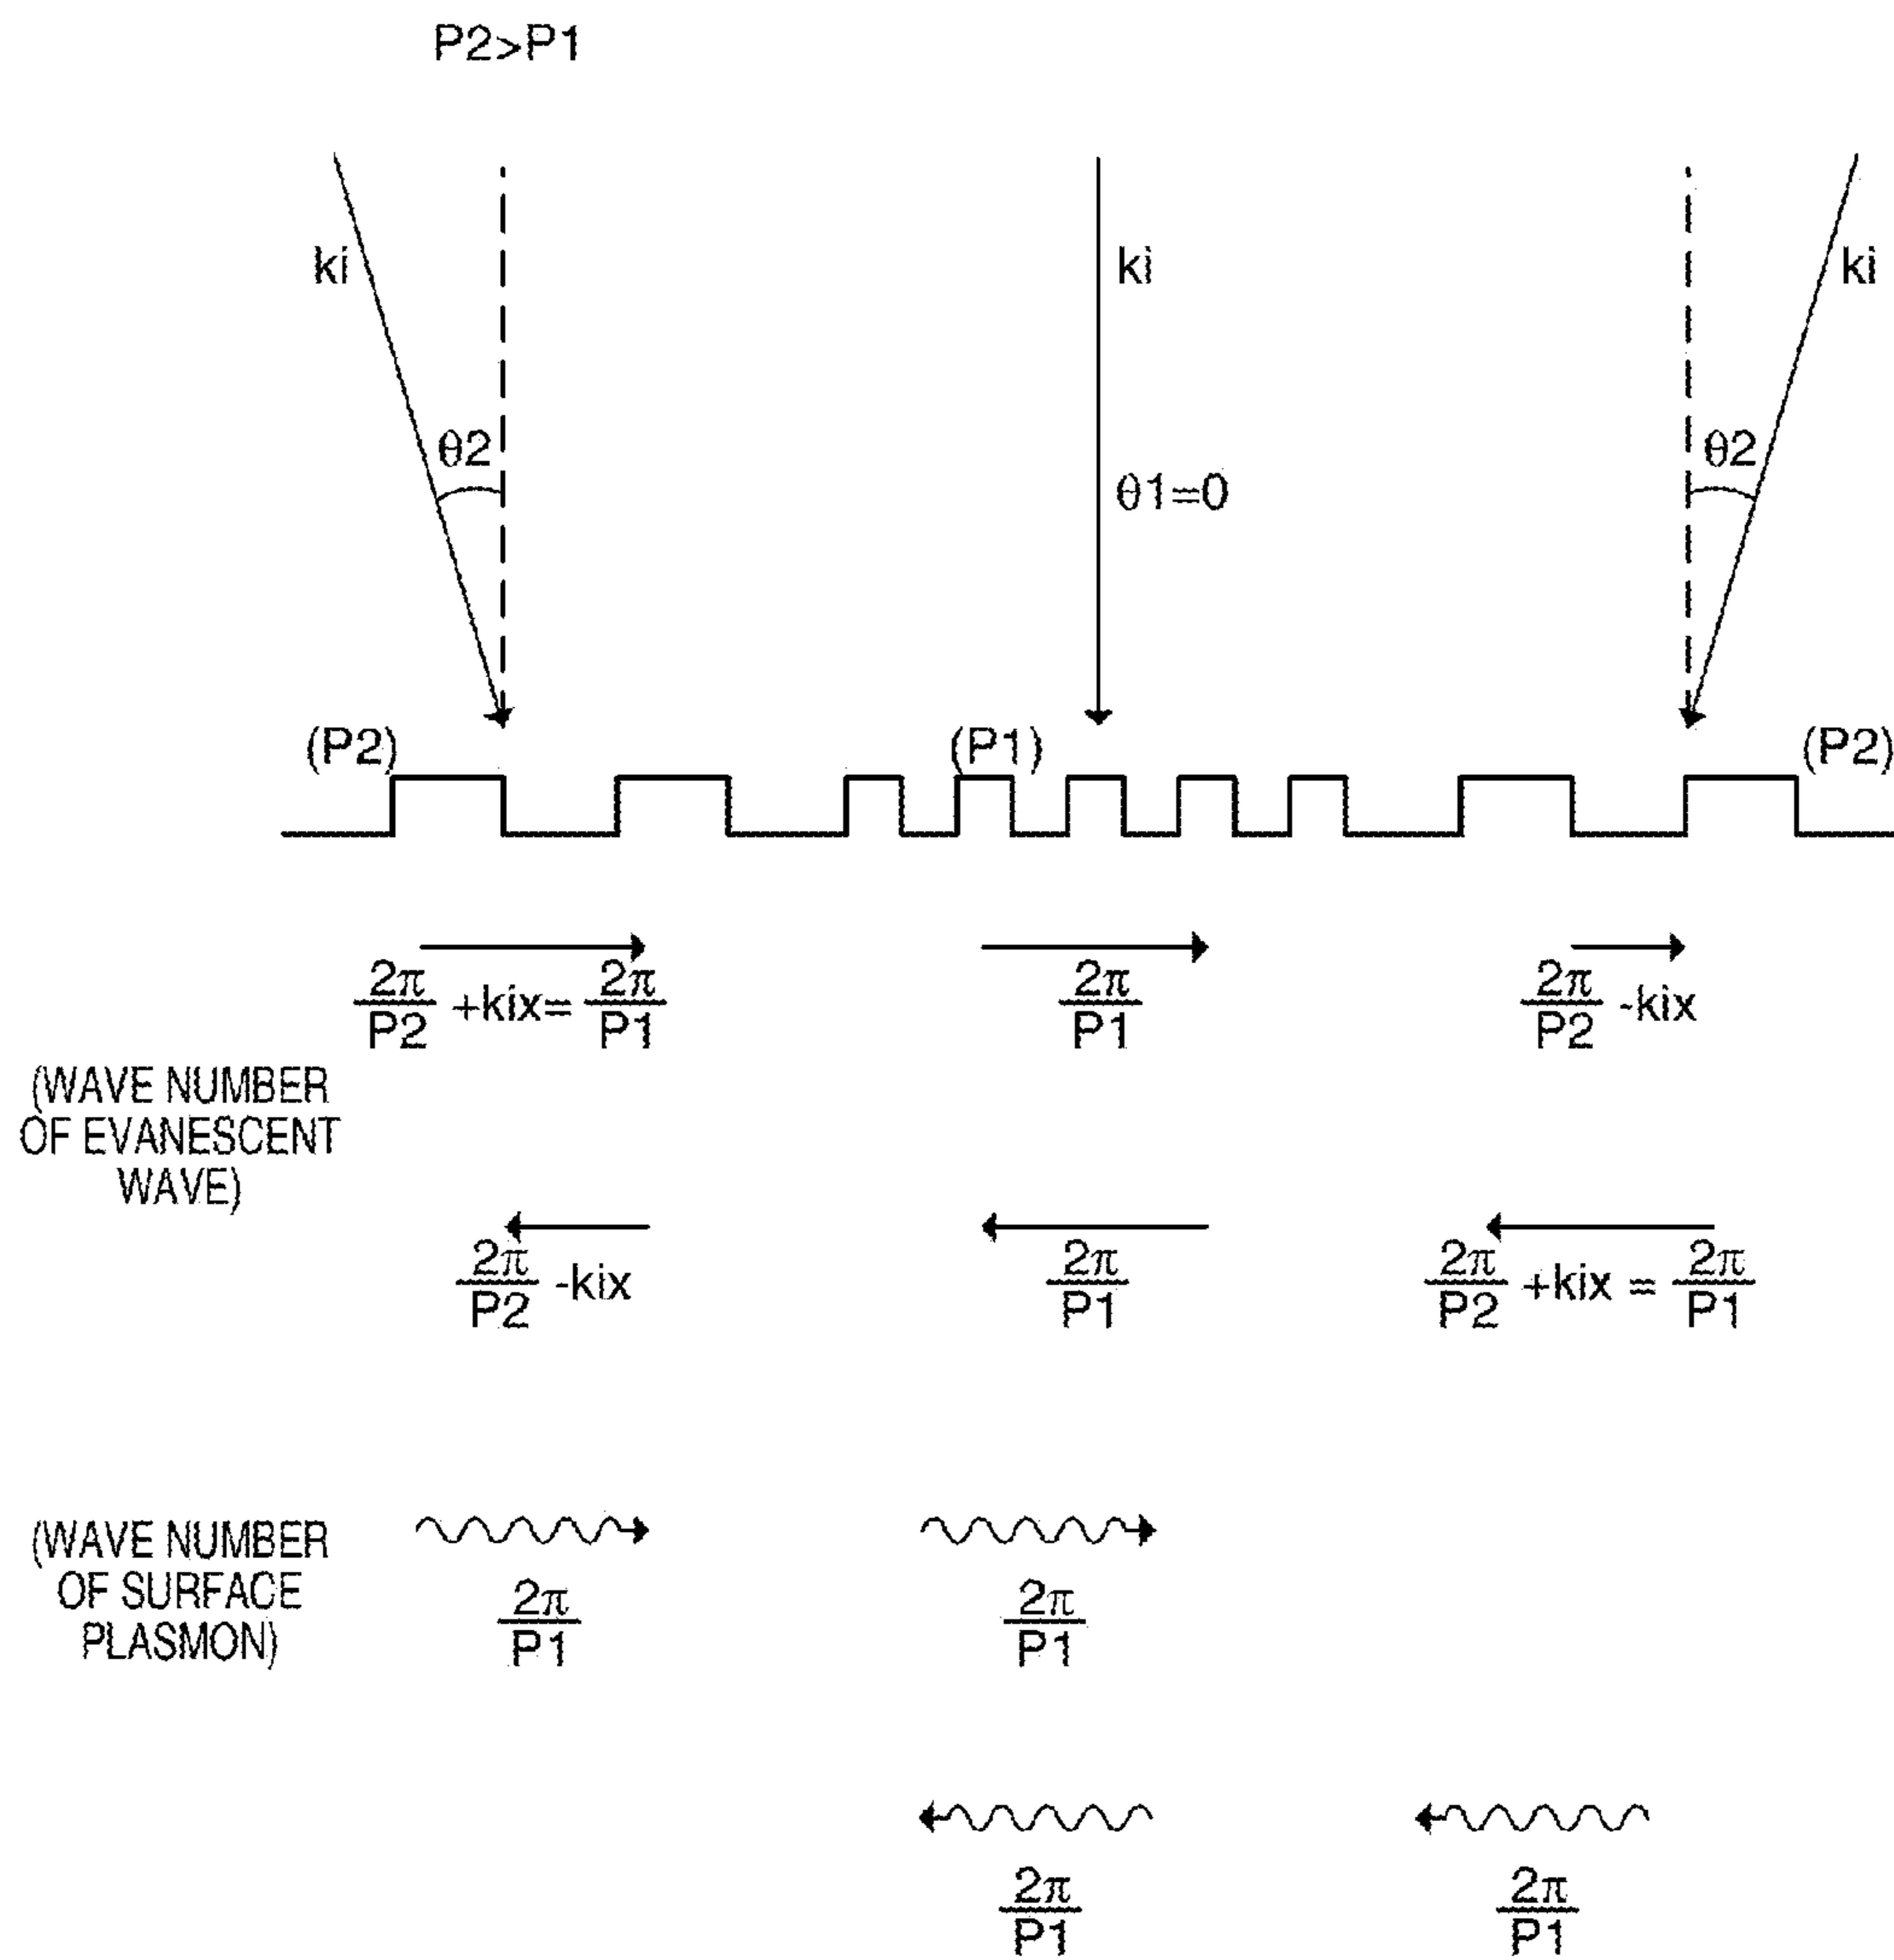 P2>P1
ki ki ki
θ2 θ2
θ1=0
(P2) (P1) (P2)
2π/P2 +kix= 2π/P1 2π/P1 2π/P2 -kix
(WAVE NUMBER
OF EVANESCENT
WAVE)
2π/P2 -kix 2π/P1 2π/P2 +kix = 2π/P1
(WAVE NUMBER
OF SURFACE
PLASMON)
2π/P1 2π/P1
2π/P1 2π/P1